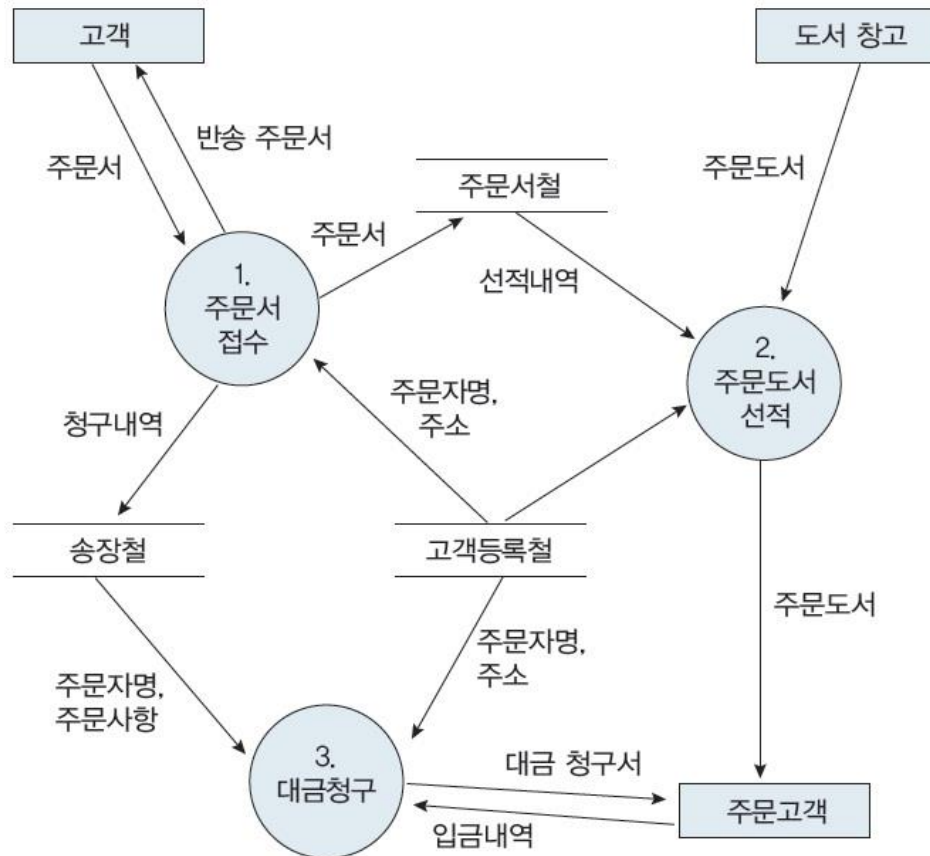 고객
도서 창고
반송 주문서
주문서
주문서철
주문도서
주문서
1.
주문서
접수
선적내역
2.
주문도서
선적
주문자명,
주소
청구내역
송장철
고객등록철
주문도서
주문자명,
주소
주문자명,
주문사항
3.
대금청구
대금 청구서
주문고객
입금내역